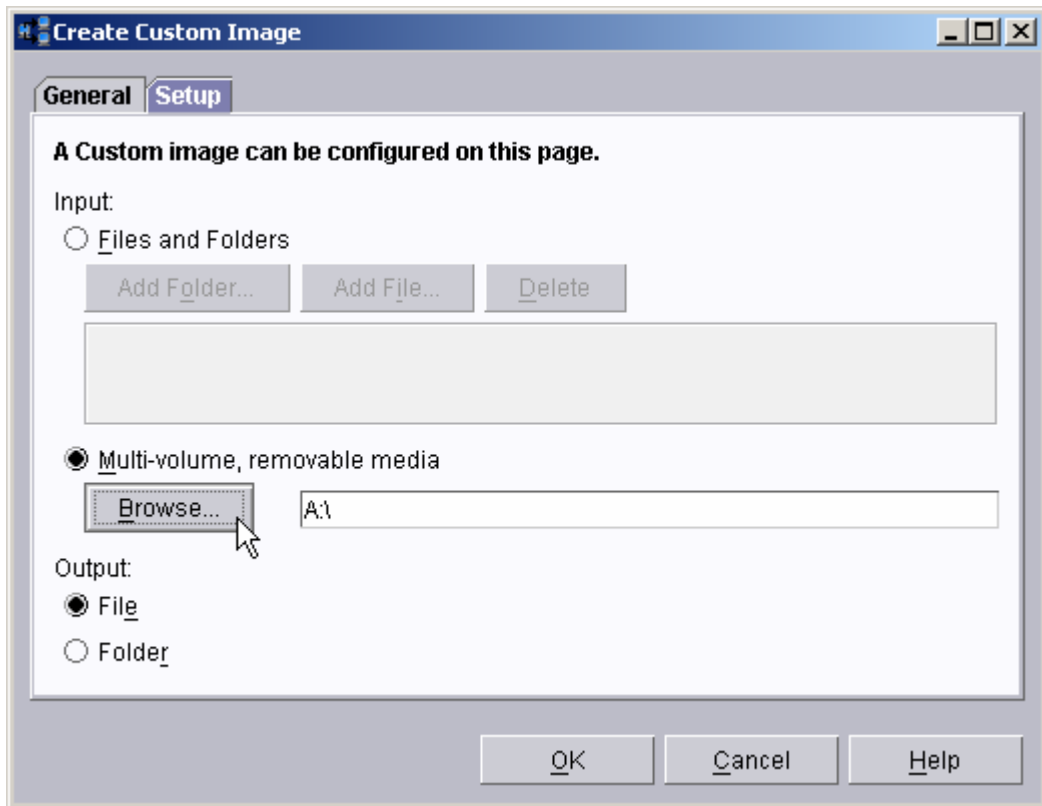 Create Custom Image
General Setup
A Custom image can be configured on this page.
Input:
Files and Folders
Add Folder... Add File... Delete
Multi-volume, removable media
Browse... A:\
Output:
File
Folder
OK Cancel Help